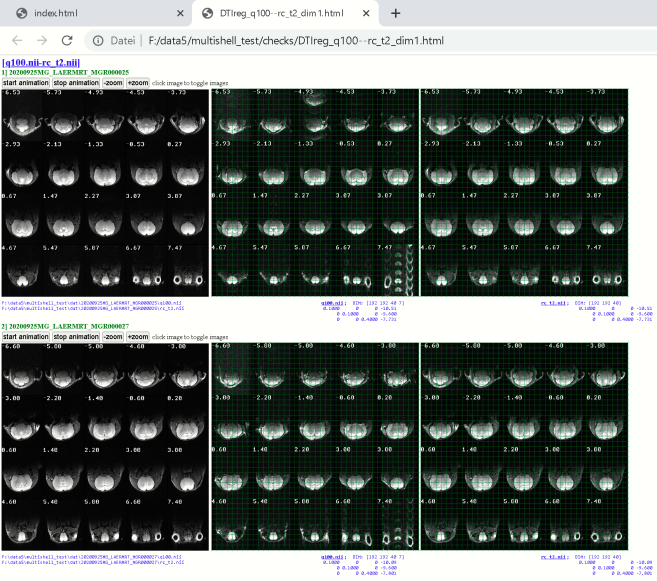 index.html
DTIreg_q100--rc_t2_dim1.html
Datei
F:/data5/multishell_test/checks/DTIreg_q100--rc_t2_dim1.html
[q100.nii-rc_t2.nii]
1] 20200925MG_LAERMRT_MGR000025
start animation stop animation -zoom +zoom click image to toggle images
-6.53 -5.73 -4.93 -4.53 -3.73
-6.53 -5.73 -4.93 -4.53 -3.73
-6.53 -5.73 -4.93 -4.53 -3.73
-2.93 -2.13 -1.33 -0.53 0.27
-2.93 -2.13 -1.33 -0.53 0.27
-2.93 -2.13 -1.33 -0.53 0.27
0.67 1.47 2.27 3.07 3.87
0.67 1.47 2.27 3.07 3.87
0.67 1.47 2.27 3.07 3.87
4.67 5.47 5.87 6.67 7.47
4.67 5.47 5.87 6.67 7.47
4.67 5.47 5.87 6.67 7.47
F:\data5\multishell_test\dat\20200925MG_LAERMRT_MGR000025\q100.nii
F:\data5\multishell_test\dat\20200925MG_LAERMRT_MGR000025\rc_t2.nii
q100.nii; DIM: [192 192 40 7]
0.1000 0 0 -10.51
0 0.1000 0 -9.600
0 0 0.4000 -7.731
rc_t2.nii; DIM: [192 192 40]
0.1000 0 0 -10.51
0 0.1000 0 -9.600
0 0 0.4000 -7.731
2] 20200925MG_LAERMRT_MGR000027
start animation stop animation -zoom +zoom click image to toggle images
-6.60 -5.80 -5.00 -4.60 -3.80
-6.60 -5.80 -5.00 -4.60 -3.80
-6.60 -5.80 -5.00 -4.60 -3.80
-3.00 -2.20 -1.40 -0.60 0.20
-3.00 -2.20 -1.40 -0.60 0.20
-3.00 -2.20 -1.40 -0.60 0.20
0.60 1.40 2.20 3.00 3.80
0.60 1.40 2.20 3.00 3.80
0.60 1.40 2.20 3.00 3.80
4.60 5.40 5.80 6.60 7.40
4.60 5.40 5.80 6.60 7.40
4.60 5.40 5.80 6.60 7.40
F:\data5\multishell_test\dat\20200925MG_LAERMRT_MGR000027\q100.nii
F:\data5\multishell_test\dat\20200925MG_LAERMRT_MGR000027\rc_t2.nii
q100.nii; DIM: [192 192 40 7]
0.1000 0 0 -10.09
0 0.1000 0 -9.600
0 0 0.4000 -7.801
rc_t2.nii; DIM: [192 192 40]
0.1000 0 0 -10.09
0 0.1000 0 -9.600
0 0 0.4000 -7.801